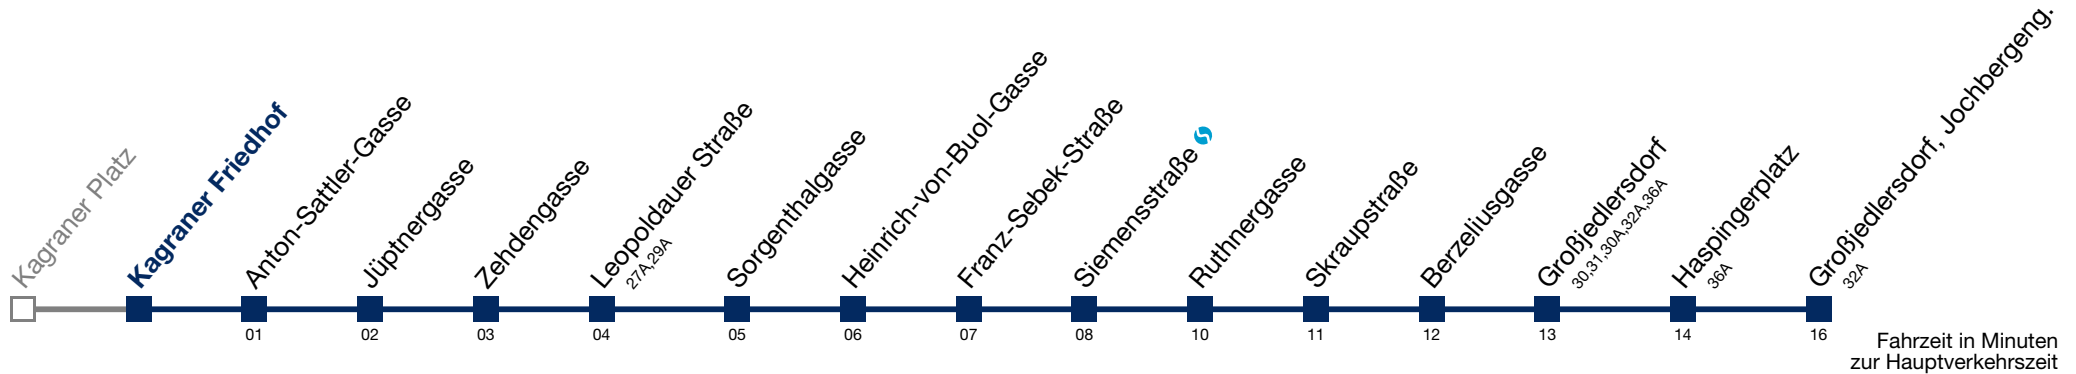 Kagraner Platz
Kagraner Friedhof
Anton-Sattler-Gasse
Jüptnergasse
Zehdengasse
Leopoldauer Straße
27A,29A
Sorgenthalgasse
Heinrich-von-Buol-Gasse
Franz-Sebek-Straße
Siemensstraße
Ruthnergasse
Skraupstraße
Berzeliusgasse
Großjedlersdorf
30,31,30A,32A,36A
Haspingerplatz
36A
Großjedlersdorf, Jochbergeng.
32A
01 02 03 04 05 06 07 08 10 11 12 13 14 16
Fahrzeit in Minuten
zur Hauptverkehrszeit